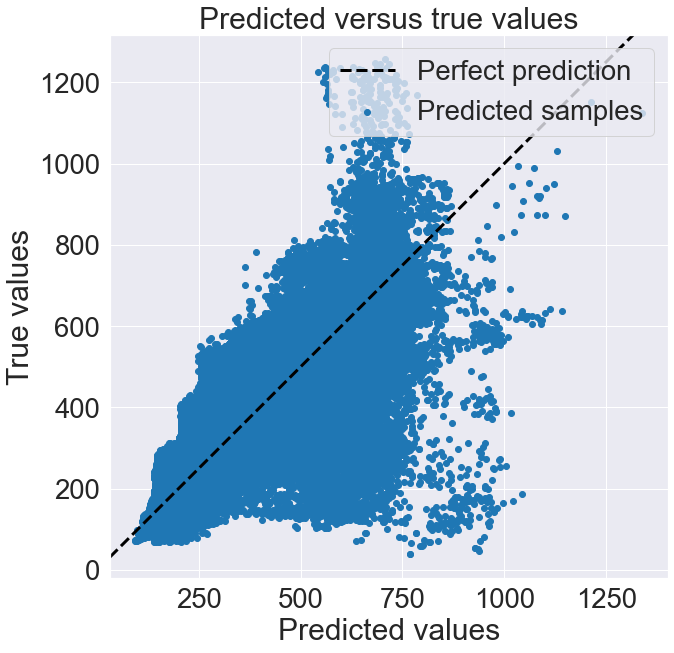 Predicted versus true values
Perfect prediction
Predicted samples
True values
1200
1000
800
600
400
200
0
250 500 750 1000 1250
Predicted values